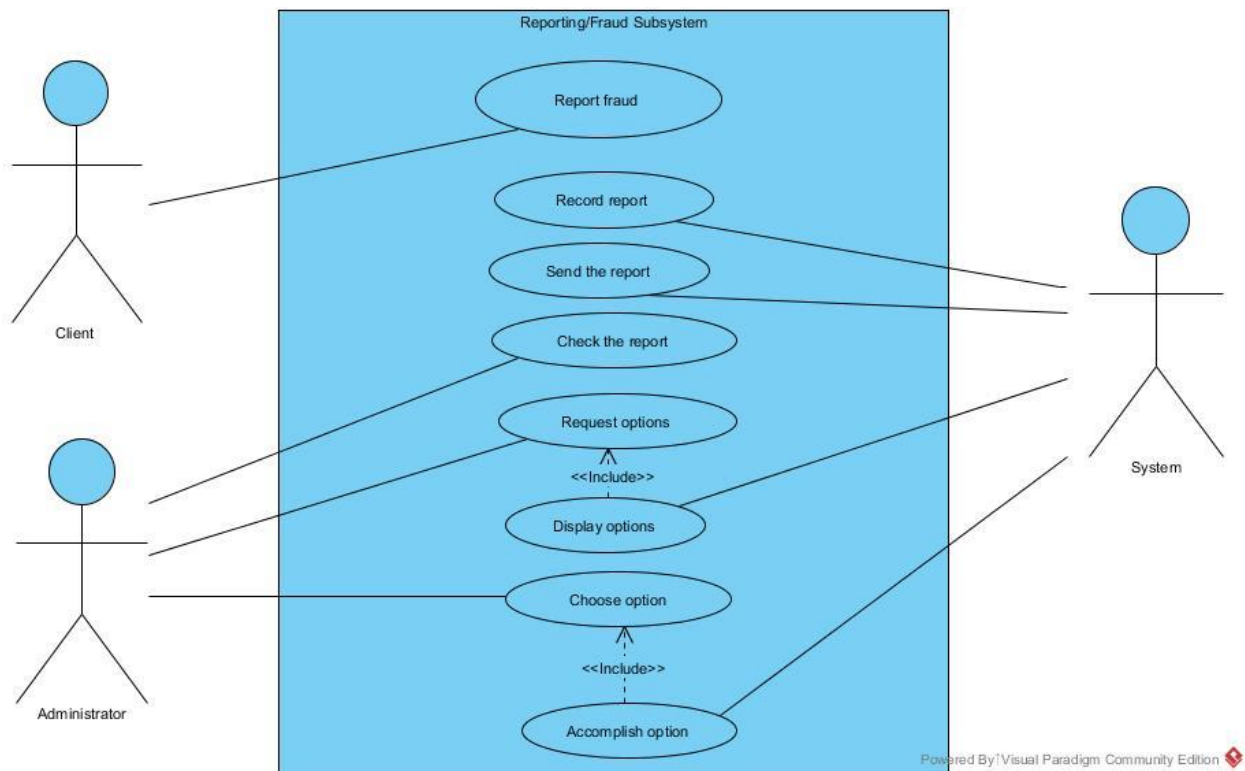 Reporting/Fraud Subsystem
Report fraud
Record report
Send the report
Client
Check the report
Request options
System
<<Include>>
Display options
Choose option
<<Include>>
Administrator
Accomplish option
Powered By Visual Paradigm Community Edition